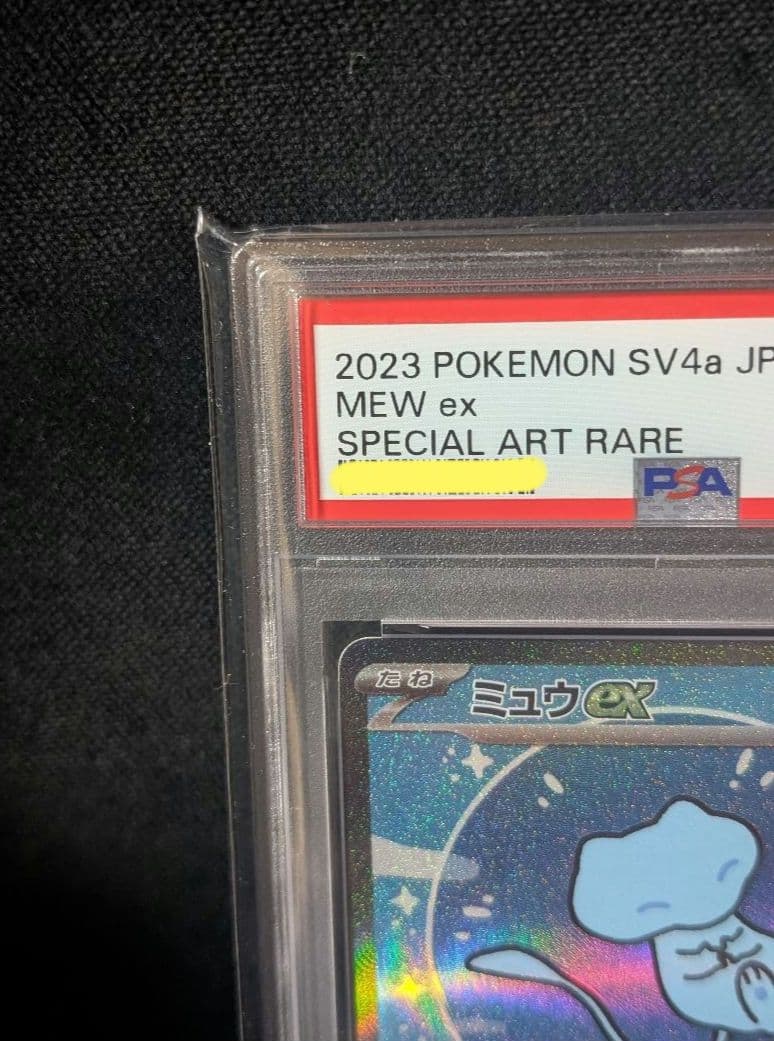 2023 POKEMON SV4a JP
MEW ex
SPECIAL ART RARE
PSA
たね
ミュウex